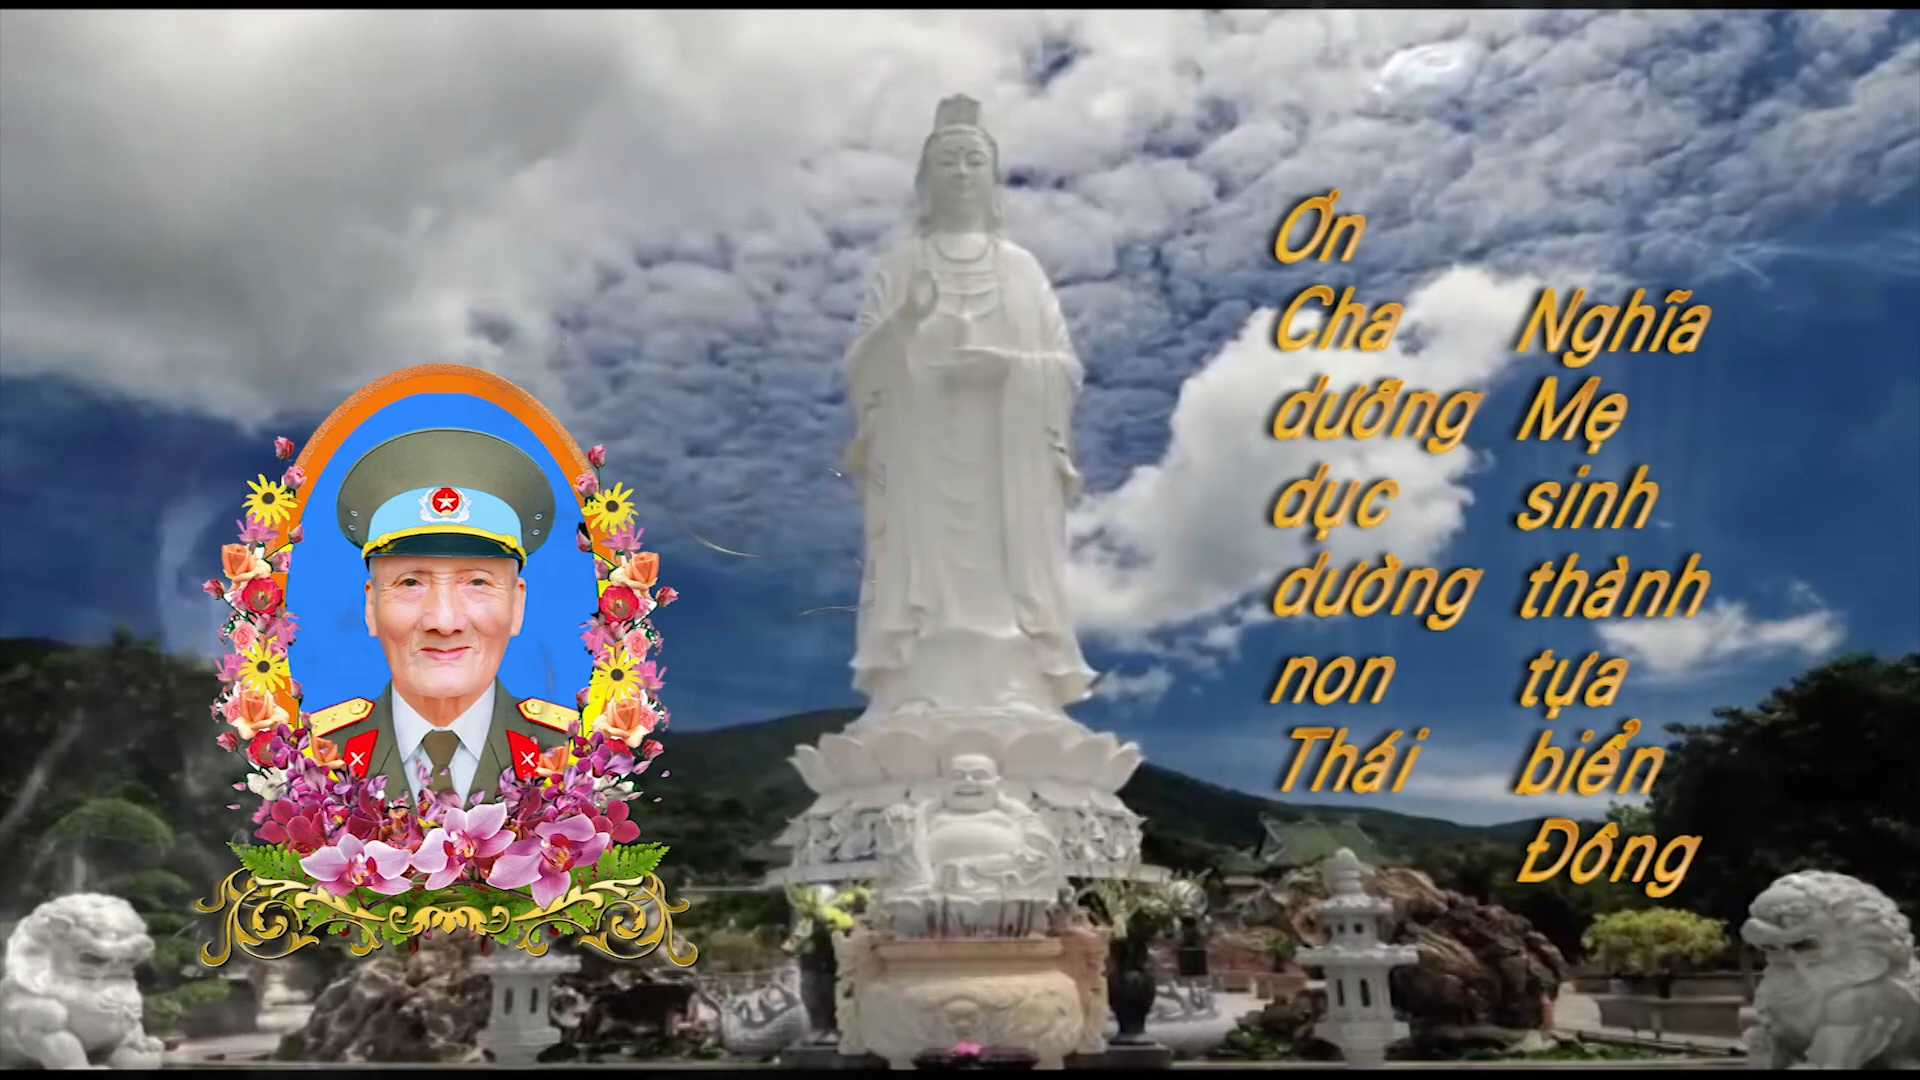 Ơn
Cha
dưỡng
dục
dường
non
Thái
Nghĩa
Mẹ
sinh
thành
tựa
biển
Đông